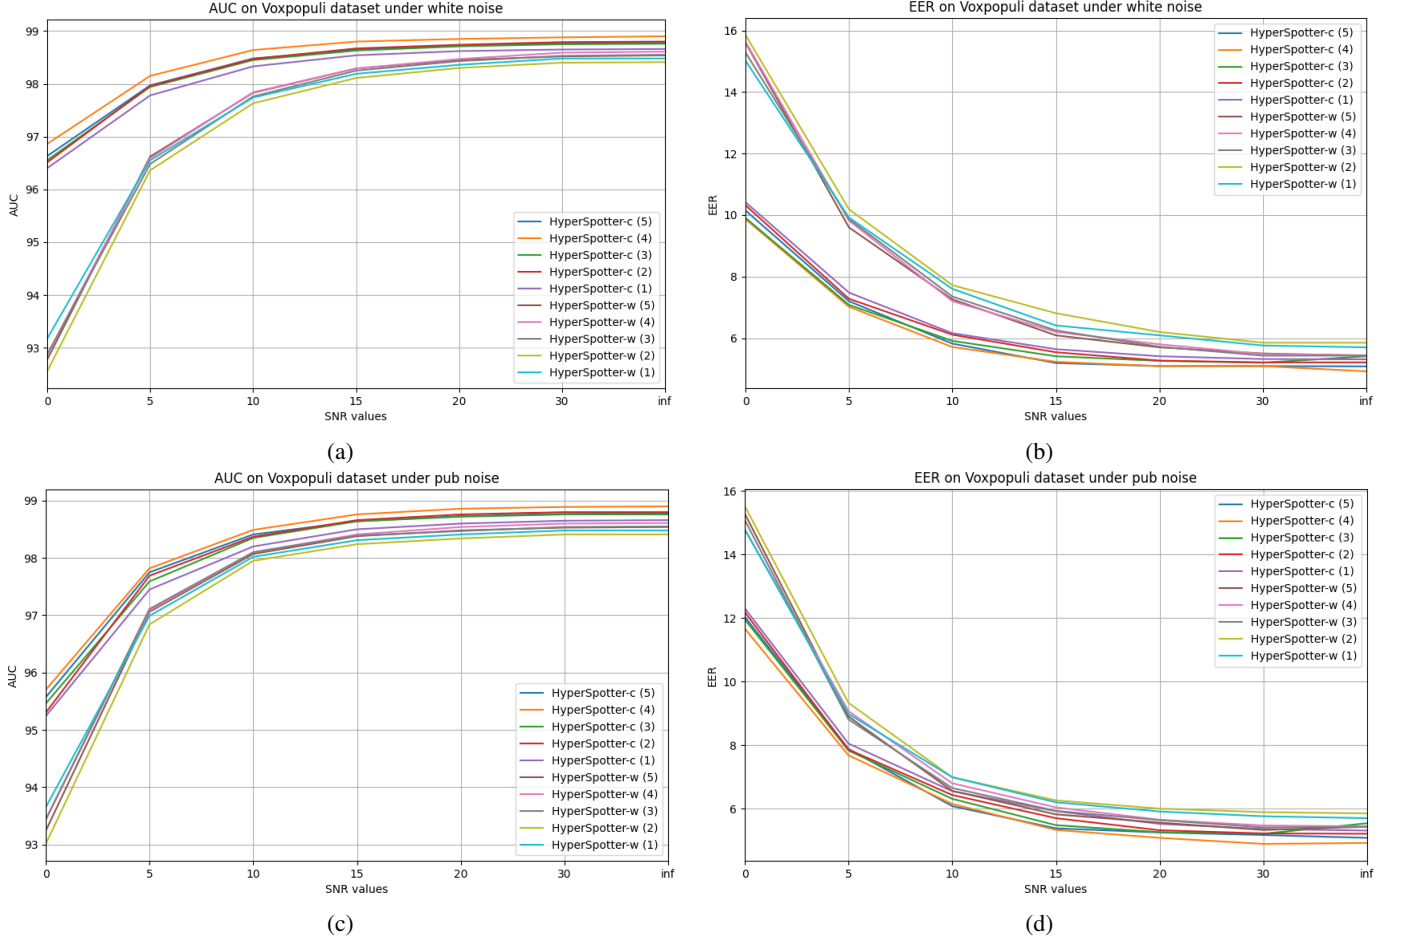 AUC on Voxpopuli dataset under white noise
99
98
97
96
95
94
93
AUC
0 5 10 15 20 30 inf
SNR values
HyperSpotter-c (5)
HyperSpotter-c (4)
HyperSpotter-c (3)
HyperSpotter-c (2)
HyperSpotter-c (1)
HyperSpotter-w (5)
HyperSpotter-w (4)
HyperSpotter-w (3)
HyperSpotter-w (2)
HyperSpotter-w (1)
(a)
EER on Voxpopuli dataset under white noise
16
14
12
10
8
6
EER
0 5 10 15 20 30 inf
SNR values
HyperSpotter-c (5)
HyperSpotter-c (4)
HyperSpotter-c (3)
HyperSpotter-c (2)
HyperSpotter-c (1)
HyperSpotter-w (5)
HyperSpotter-w (4)
HyperSpotter-w (3)
HyperSpotter-w (2)
HyperSpotter-w (1)
(b)
AUC on Voxpopuli dataset under pub noise
99
98
97
96
95
94
93
AUC
0 5 10 15 20 30 inf
SNR values
HyperSpotter-c (5)
HyperSpotter-c (4)
HyperSpotter-c (3)
HyperSpotter-c (2)
HyperSpotter-c (1)
HyperSpotter-w (5)
HyperSpotter-w (4)
HyperSpotter-w (3)
HyperSpotter-w (2)
HyperSpotter-w (1)
(c)
EER on Voxpopuli dataset under pub noise
16
14
12
10
8
6
EER
0 5 10 15 20 30 inf
SNR values
HyperSpotter-c (5)
HyperSpotter-c (4)
HyperSpotter-c (3)
HyperSpotter-c (2)
HyperSpotter-c (1)
HyperSpotter-w (5)
HyperSpotter-w (4)
HyperSpotter-w (3)
HyperSpotter-w (2)
HyperSpotter-w (1)
(d)